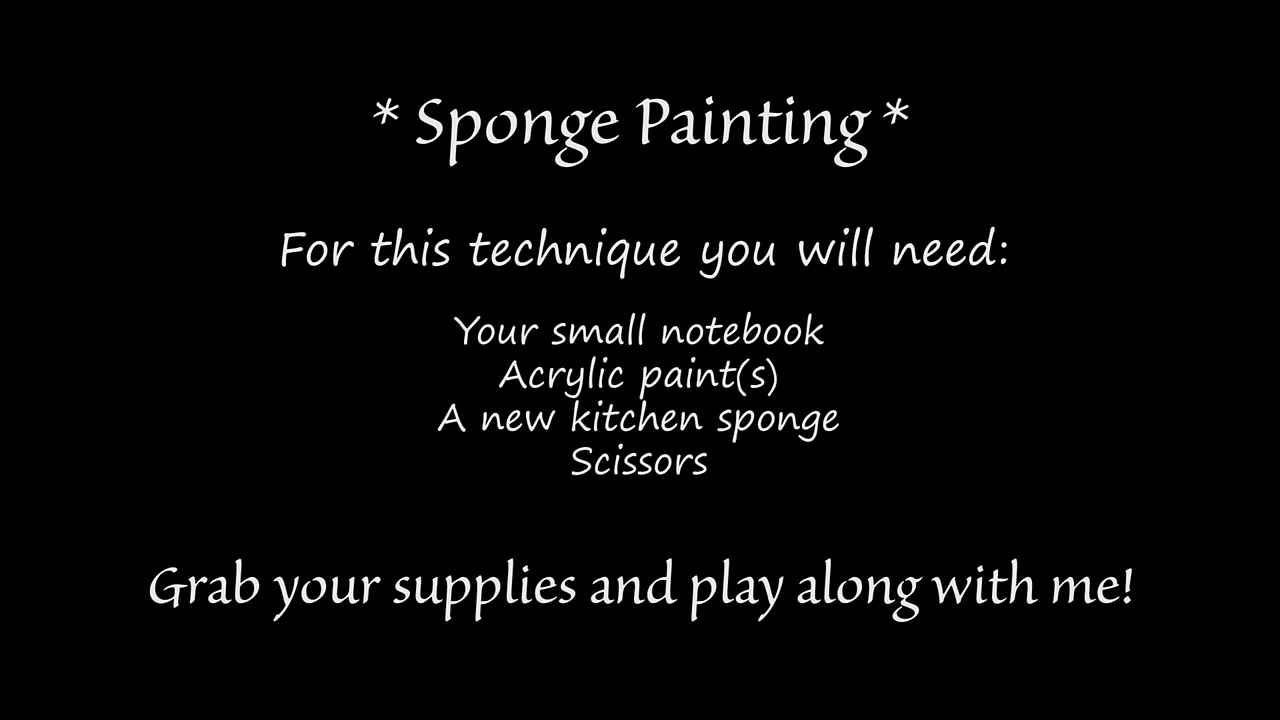 * Sponge Painting *
For this technique you will need:
Your small notebook
Acrylic paint(s)
A new kitchen sponge
Scissors
Grab your supplies and play along with me!